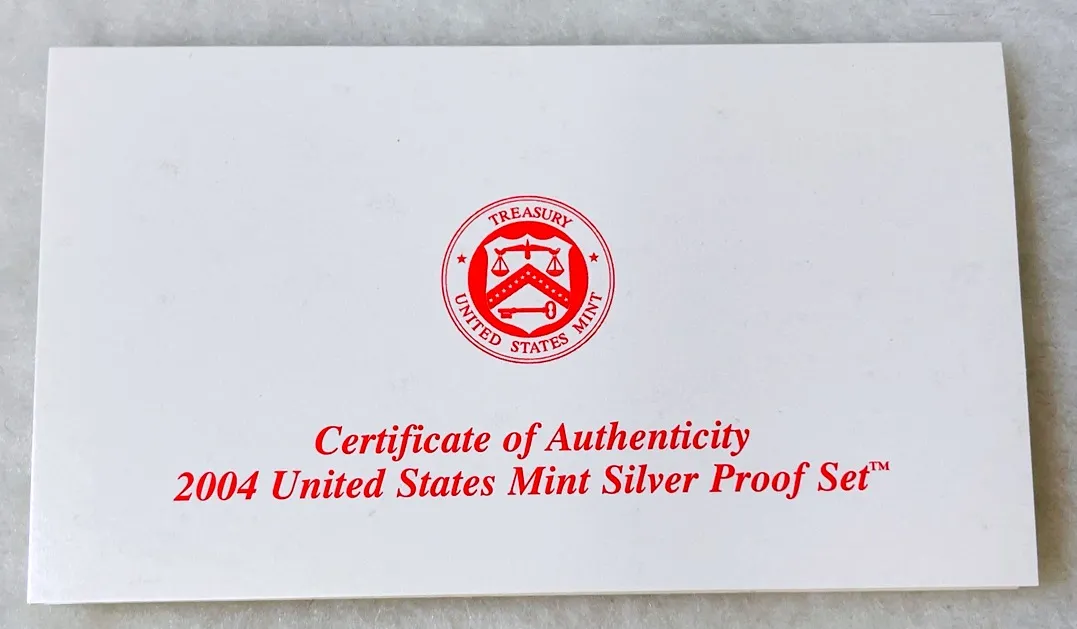 TREASURY
UNITED STATES MINT
Certificate of Authenticity
2004 United States Mint Silver Proof Set™